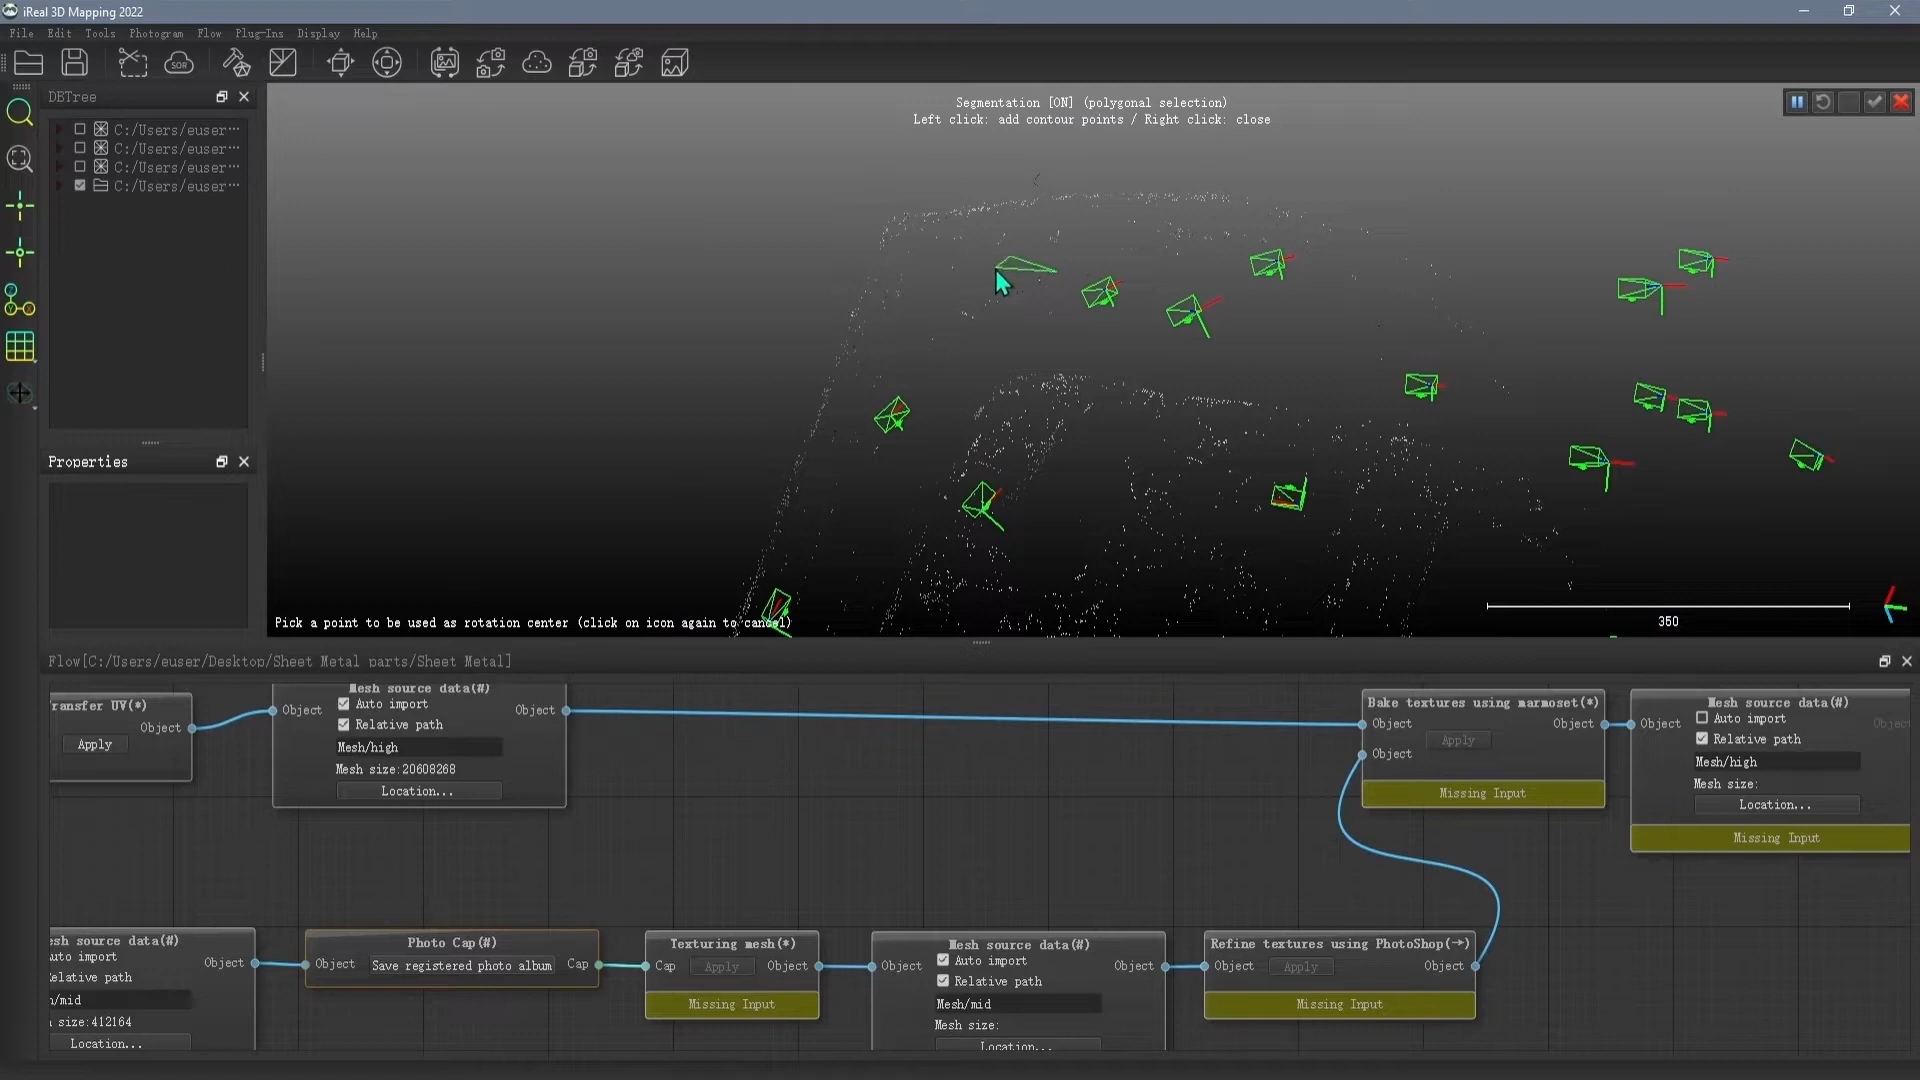 iReal 3D Mapping 2022
File Edit Tools Photogram Flow Plug-Ins Display Help
SOR
DBTree
C:/Users/euser···
C:/Users/euser···
C:/Users/euser···
C:/Users/euser···
Properties
Segmentation [ON] (polygonal selection)
Left click: add contour points / Right click: close
Pick a point to be used as rotation center (click on icon again to cancel)
350
Flow[C:/Users/euser/Desktop/Sheet Metal parts/Sheet Metal]
ransfer UV(*)
Object
Apply
Mesh source data(#)
Object Auto import Object
Relative path
Mesh/high
Mesh size:20608268
Location...
Bake textures using marmoset(*)
Object Object
Apply
Object
Missing Input
Mesh source data(#)
Object Auto import Object
Relative path
Mesh/high
Mesh size:
Location...
Missing Input
esh source data(#)
uto import
Object
elative path
h/mid
h size:412164
Location...
Photo Cap(#)
Object Save registered photo album Cap
Texturing mesh(*)
Cap Apply Object
Missing Input
Mesh source data(#)
Object Auto import Object
Relative path
Mesh/mid
Mesh size:
Location...
Refine textures using PhotoShop(→)
Object Apply Object
Missing Input